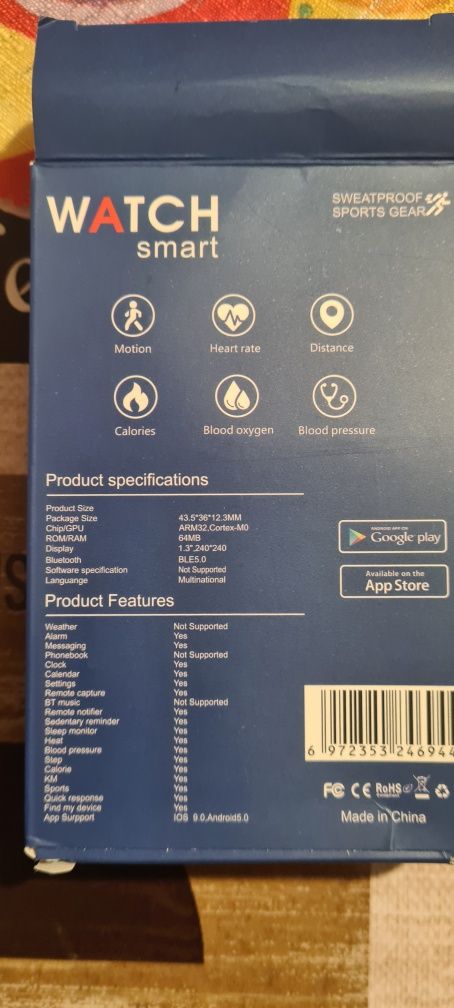 WATCH
smart
SWEATPROOF
SPORTS GEAR
Motion
Heart rate
Distance
Calories
Blood oxygen
Blood pressure
Product specifications
Product Size
Package Size 43.5*36*12.3MM
Chip/GPU ARM32,Cortex-M0
ROM/RAM 64MB
Display 1.3",240*240
Bluetooth BLE5.0
Software specification Not Supported
Languange Multinational
ANDROID APP ON
Google play
Available on the
App Store
Product Features
Weather Not Supported
Alarm Yes
Messaging Yes
Phonebook Not Supported
Clock Yes
Calendar Yes
Settings Yes
Remote capture Yes
BT music Not Supported
Remote notifier Yes
Sedentary reminder Yes
Sleep monitor Yes
Heat Yes
Blood pressure Yes
Step Yes
Calorie Yes
KM Yes
Sports Yes
Quick response Yes
Find my device Yes
App Surpport IOS 9.0,Android5.0
6 972353 246944
FC CE RoHS
Made in China